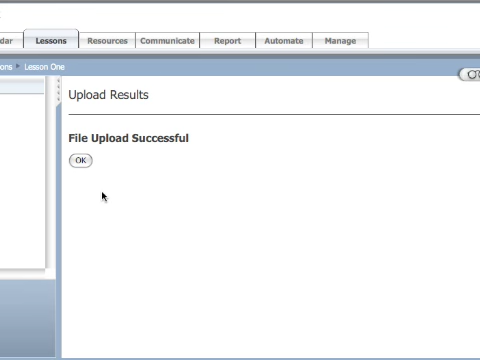 dar Lessons Resources Communicate Report Automate Manage
ons Lesson One
Upload Results
File Upload Successful
OK